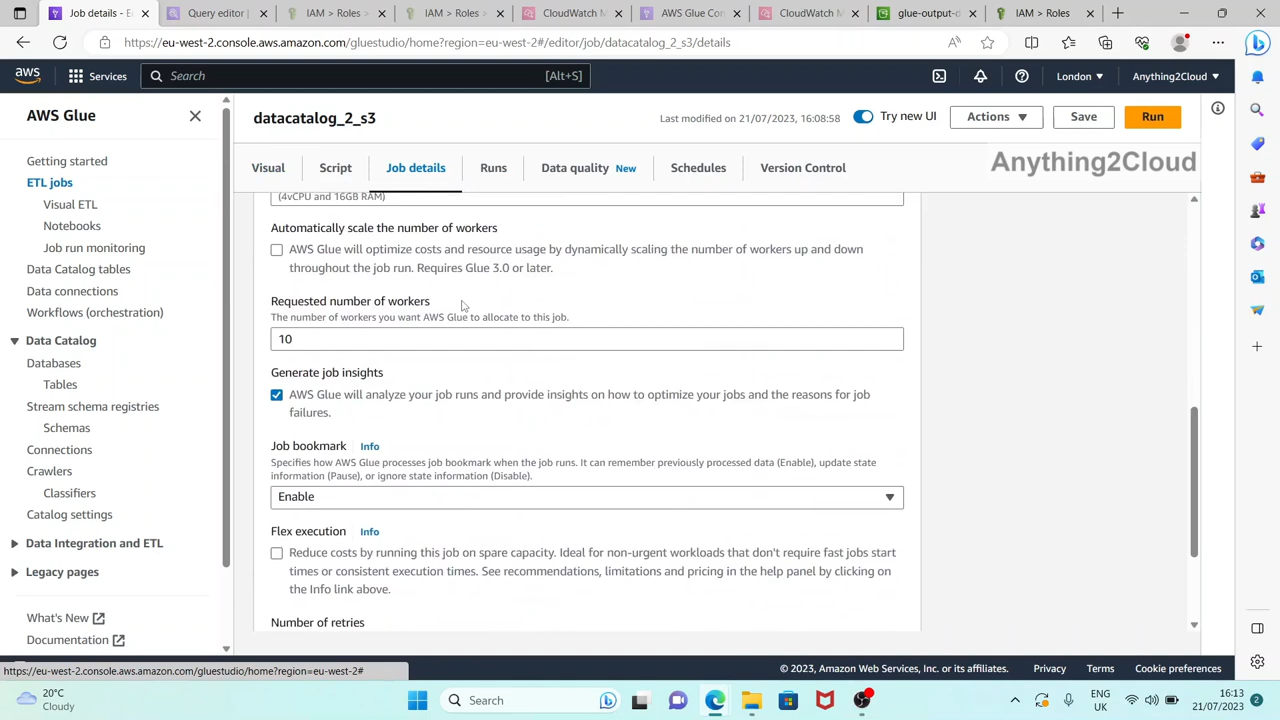 Job details - E
Query editor |
IAM > Roles >
IAM > Roles >
CloudWatch M
AWS Glue Con
CloudWatch M
glue-output-d
IAM > Roles >
https://eu-west-2.console.aws.amazon.com/gluestudio/home?region=eu-west-2#/editor/job/datacatalog_2_s3/details
aws
Services
Search
[Alt+S]
London
Anything2Cloud
AWS Glue
Getting started
ETL jobs
Visual ETL
Notebooks
Job run monitoring
Data Catalog tables
Data connections
Workflows (orchestration)
Data Catalog
Databases
Tables
Stream schema registries
Schemas
Connections
Crawlers
Classifiers
Catalog settings
Data Integration and ETL
Legacy pages
What's New
Documentation
datacatalog_2_s3
Last modified on 21/07/2023, 16:08:58
Try new UI
Actions
Save
Run
Visual
Script
Job details
Runs
Data quality New
Schedules
Version Control
Anything2Cloud
(4vCPU and 16GB RAM)
Automatically scale the number of workers
AWS Glue will optimize costs and resource usage by dynamically scaling the number of workers up and down
throughout the job run. Requires Glue 3.0 or later.
Requested number of workers
The number of workers you want AWS Glue to allocate to this job.
10
Generate job insights
AWS Glue will analyze your job runs and provide insights on how to optimize your jobs and the reasons for job
failures.
Job bookmark Info
Specifies how AWS Glue processes job bookmark when the job runs. It can remember previously processed data (Enable), update state
information (Pause), or ignore state information (Disable).
Enable
Flex execution Info
Reduce costs by running this job on spare capacity. Ideal for non-urgent workloads that don't require fast jobs start
times or consistent execution times. See recommendations, limitations and pricing in the help panel by clicking on
the Info link above.
Number of retries
https://eu-west-2.console.aws.amazon.com/gluestudio/home?region=eu-west-2#
© 2023, Amazon Web Services, Inc. or its affiliates.
Privacy
Terms
Cookie preferences
20°C
Cloudy
Search
ENG
UK
16:13
21/07/2023
2